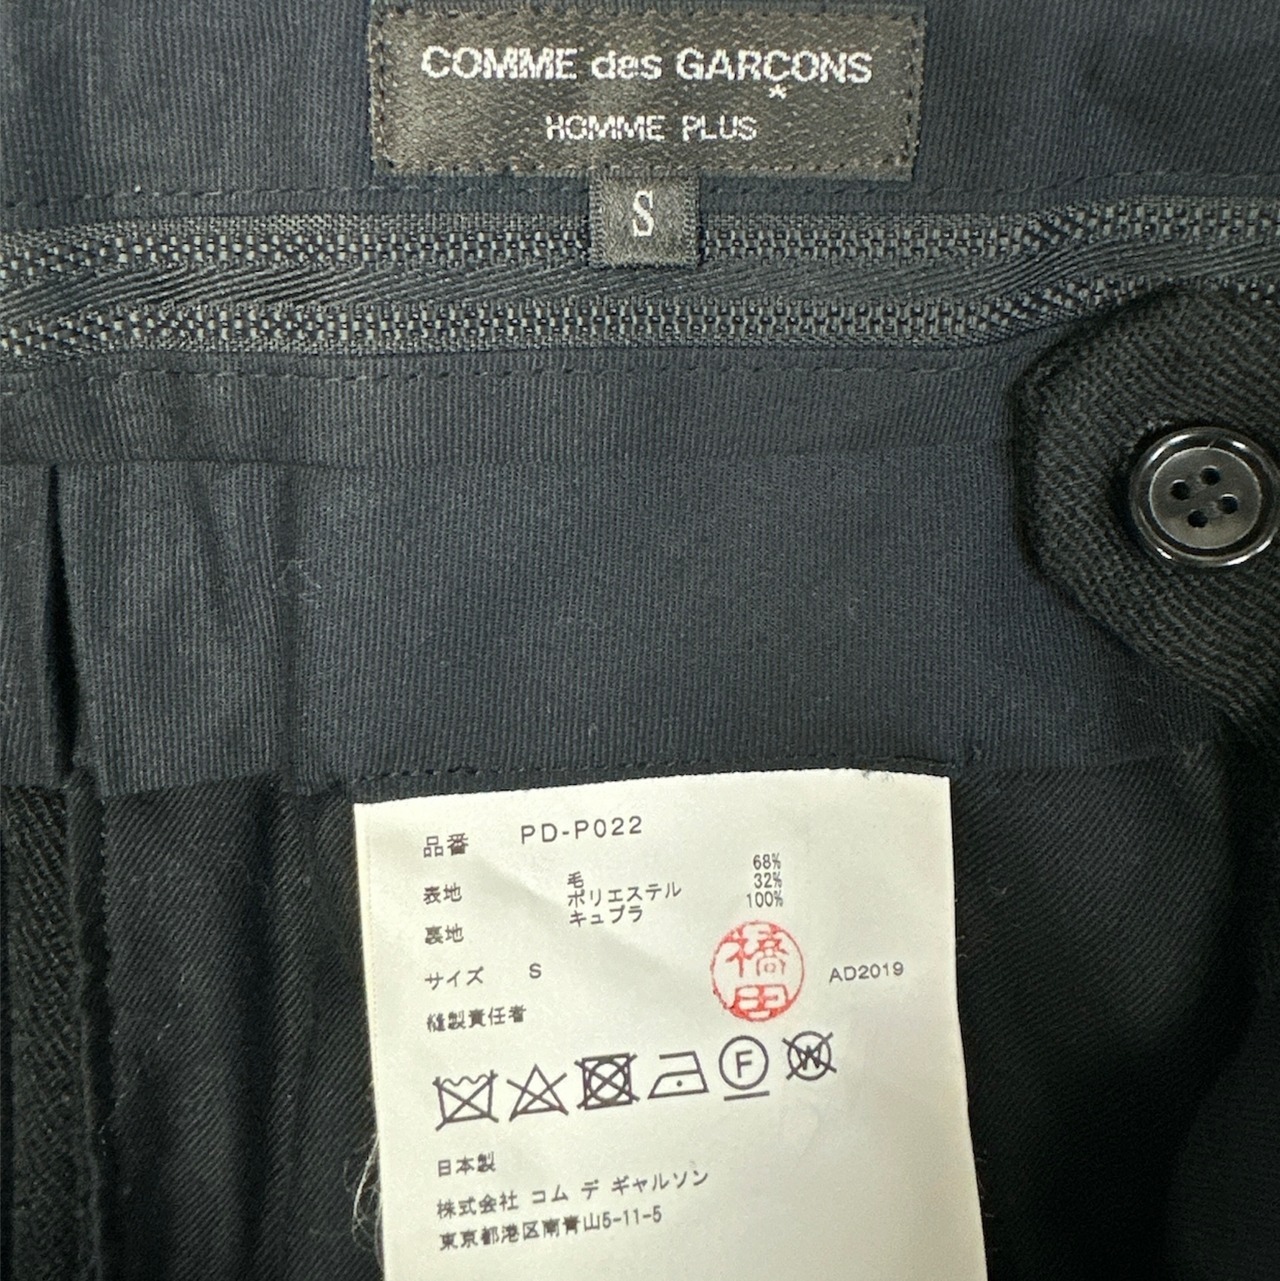 COMME des GARÇONS
HOMME PLUS
S
品番 PD-P022
表地 毛 68%
ポリエステル 32%
裏地 キュプラ 100%
サイズ S
橋田
AD2019
縫製責任者
F
W
日本製
株式会社 コム デ ギャルソン
東京都港区南青山5-11-5